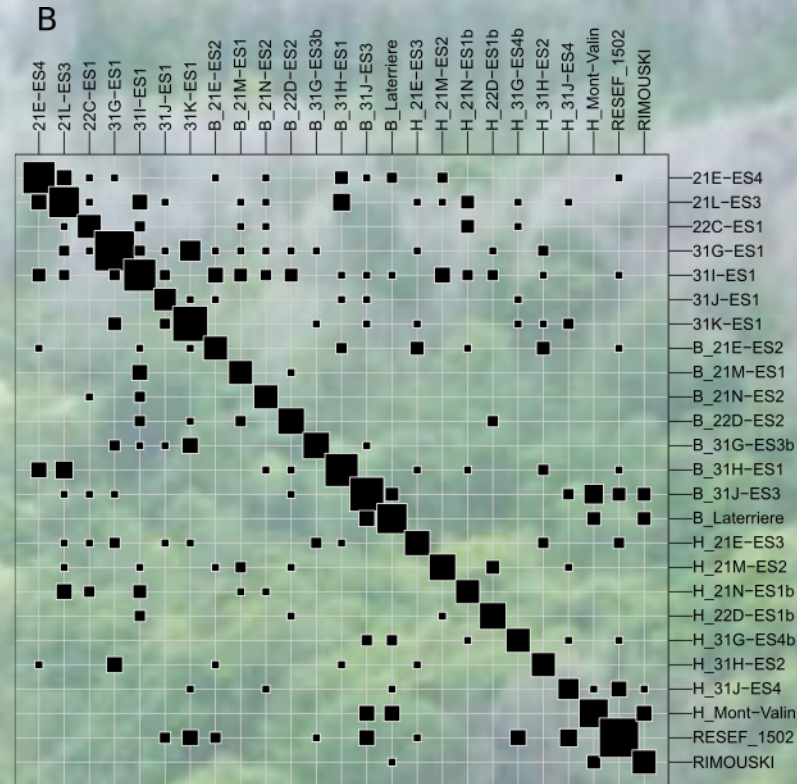 B
21E−ES4
21L−ES3
22C−ES1
31G−ES1
31I−ES1
31J−ES1
31K−ES1
B_21E−ES2
B_21M−ES1
B_21N−ES2
B_22D−ES2
B_31G−ES3b
B_31H−ES1
B_31J−ES3
B_Laterriere
H_21E−ES3
H_21M−ES2
H_21N−ES1b
H_22D−ES1b
H_31G−ES4b
H_31H−ES2
H_31J−ES4
H_Mont−Valin
RESEF_1502
RIMOUSKI
21E−ES4
21L−ES3
22C−ES1
31G−ES1
31I−ES1
31J−ES1
31K−ES1
B_21E−ES2
B_21M−ES1
B_21N−ES2
B_22D−ES2
B_31G−ES3b
B_31H−ES1
B_31J−ES3
B_Laterriere
H_21E−ES3
H_21M−ES2
H_21N−ES1b
H_22D−ES1b
H_31G−ES4b
H_31H−ES2
H_31J−ES4
H_Mont−Valin
RESEF_1502
RIMOUSKI